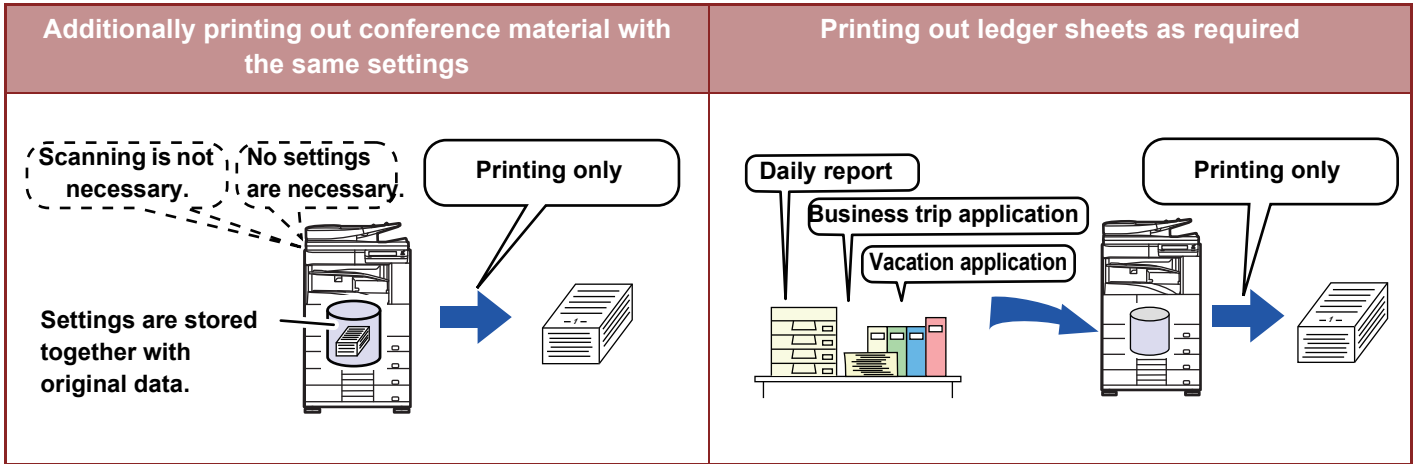 Additionally printing out conference material with
the same settings
Printing out ledger sheets as required
Scanning is not
necessary.
No settings
are necessary.
Printing only
Settings are stored
together with
original data.
-1-
Daily report
Business trip application
Vacation application
Printing only
-1-